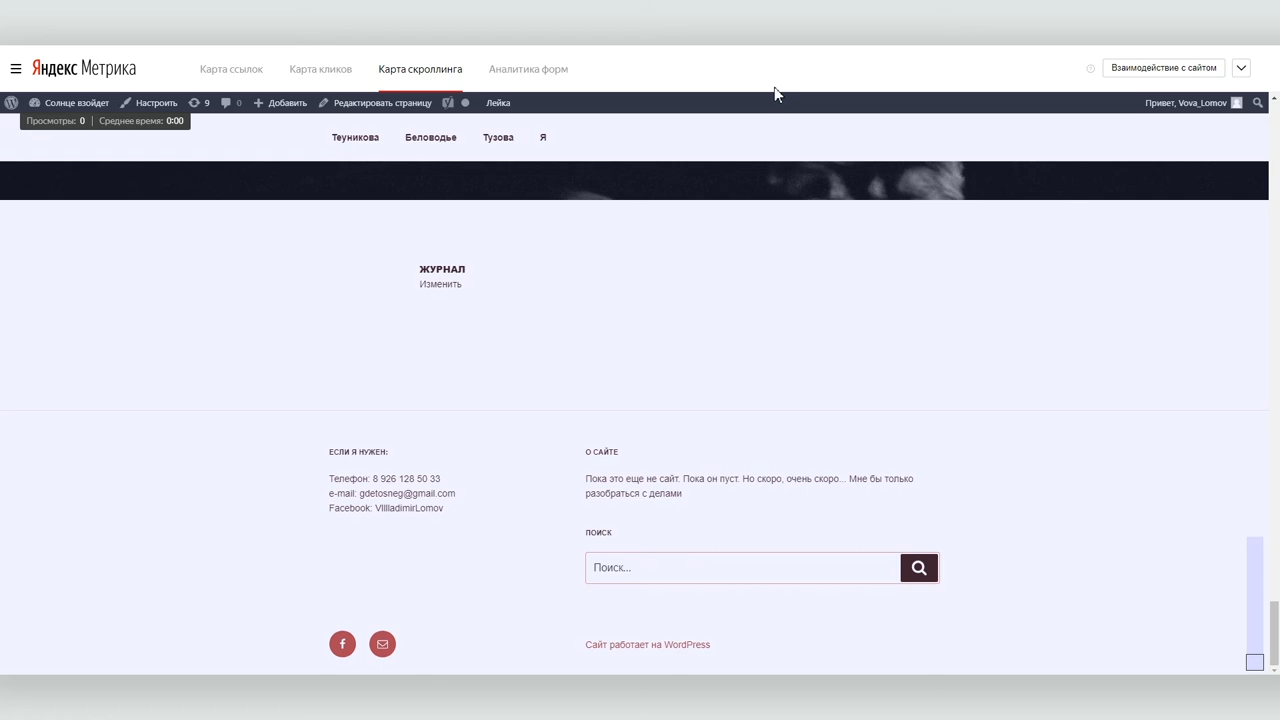 Яндекс Метрика
Карта ссылок
Карта кликов
Карта скроллинга
Аналитика форм
Взаимодействие с сайтом
Солнце взойдет
Настроить
9
0
Добавить
Редактировать страницу
Лейка
Привет, Vova_Lomov
Просмотры: 0 | Среднее время: 0:00
Теуникова
Беловодье
Тузова
Я
ЖУРНАЛ
Изменить
ЕСЛИ Я НУЖЕН:
Телефон: 8 926 128 50 33
e-mail: gdetosneg@gmail.com
Facebook: VIIIladimirLomov
О САЙТЕ
Пока это еще не сайт. Пока он пуст. Но скоро, очень скоро... Мне бы только
разобраться с делами
ПОИСК
Поиск...
Сайт работает на WordPress